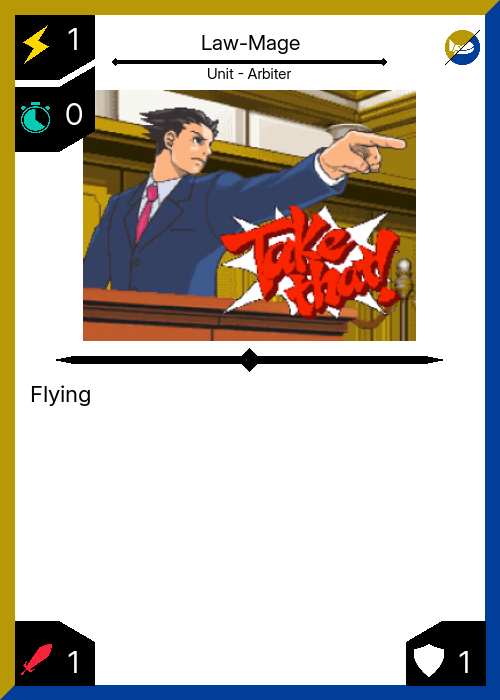 1
Law-Mage
Unit - Arbiter
0
Take
that!
Flying
1
1